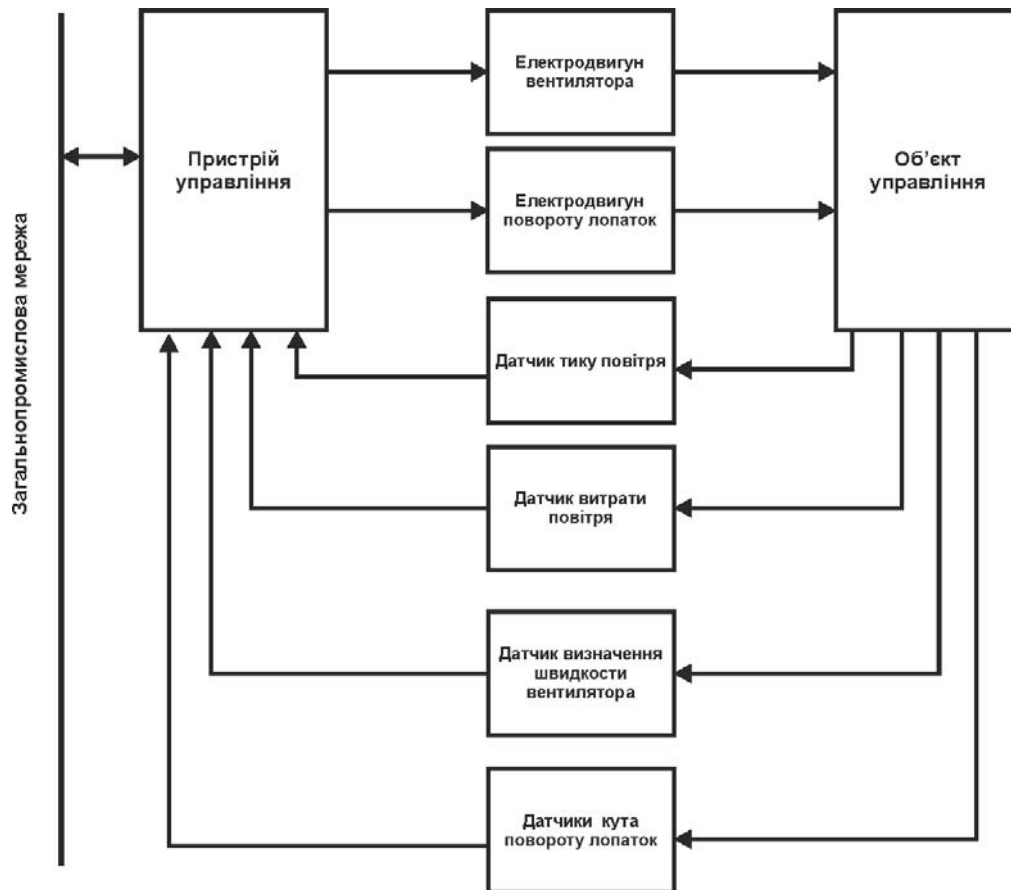 Загальнопромислова мережа
Пристрій
управління
Електродвигун
вентилятора
Електродвигун
повороту лопаток
Об'єкт
управління
Датчик тику повітря
Датчик витрати
повітря
Датчик визначення
швидкости
вентилятора
Датчики кута
повороту лопаток